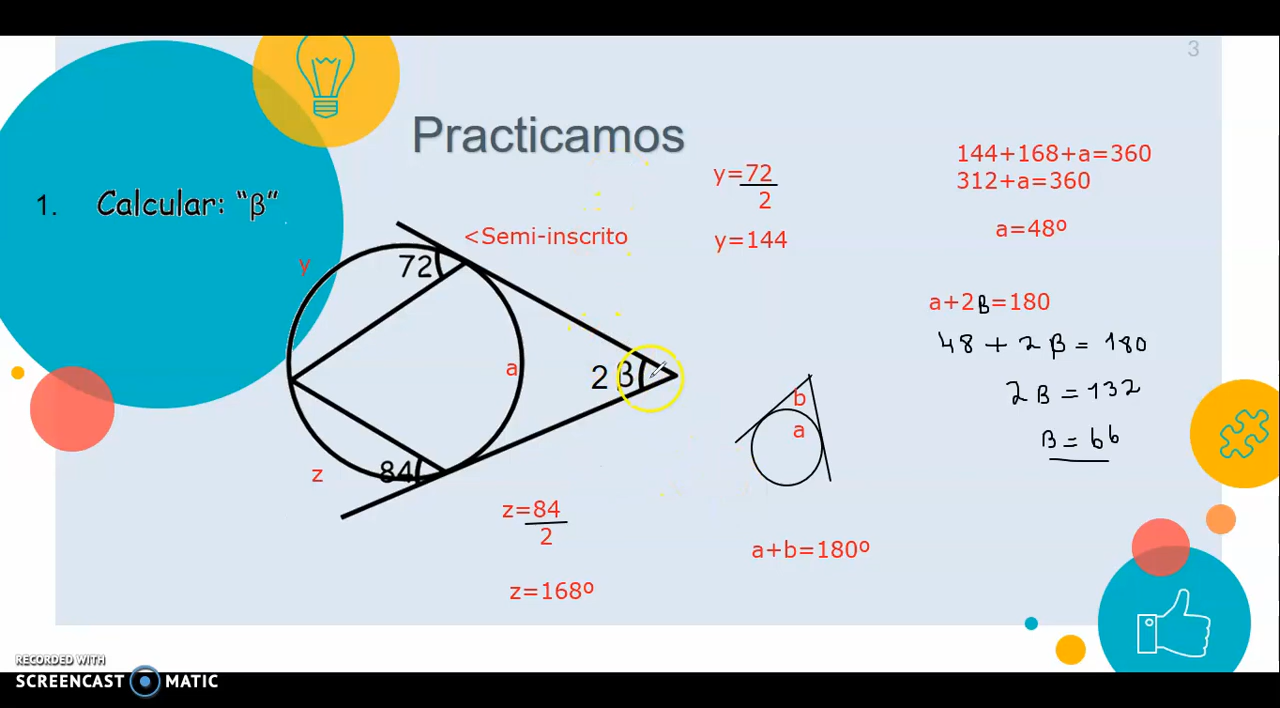 3
Practicamos
1. Calcular: “β”
<Semi-inscrito
y
72
a
2 β
z
84
y=72
2
y=144
z=84
2
z=168º
b
a
a+b=180º
144+168+a=360
312+a=360
a=48º
a+2β=180
48 + 2β = 180
2β = 132
β = 66
RECORDED WITH
SCREENCAST MATIC